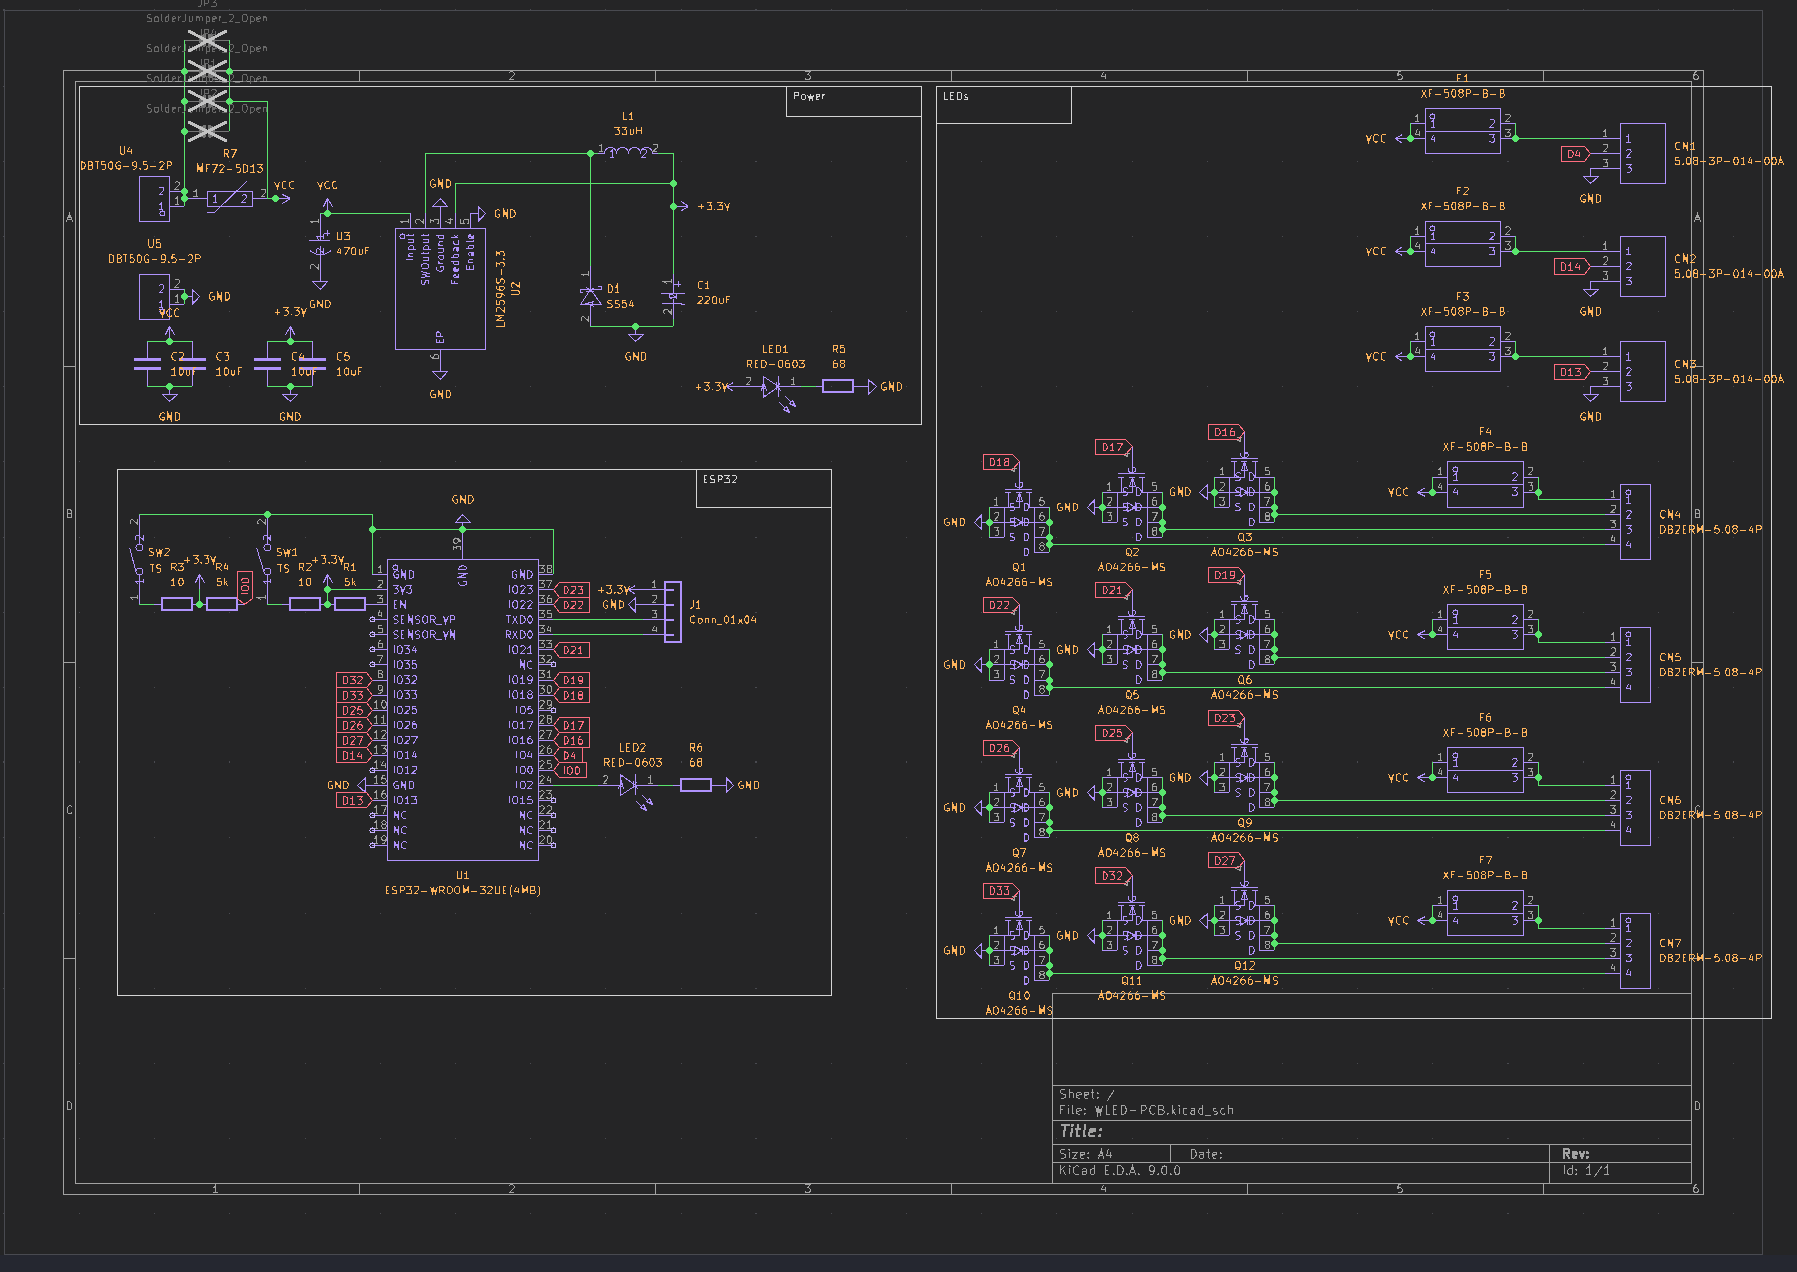 JP3
SolderJumper_2_Open
SolderJumper_2_Open
SolderJumper_2_Open
SolderJumper_2_Open
Power
U4
DBT50G-9.5-2P
R7
MF72-5D13
VCC
VCC
U3
470uF
GND
U5
DBT50G-9.5-2P
GND
VCC
C2
10uF
C3
10uF
GND
+3.3V
C4
10uF
C5
10uF
GND
GND
GND
Input
SWOutput
Ground
Feedback
Enable
EP
LM2596S-3.3
U2
GND
L1
33uH
+3.3V
D1
SS54
C1
220uF
GND
LED1
RED-0603
R5
68
+3.3V
GND
ESP32
GND
SW2
TS
R3
10
+3.3V
R4
5k
IO0
SW1
TS
R2
10
+3.3V
R1
5k
GND
3V3
EN
SENSOR_VP
SENSOR_VN
IO34
IO35
IO32
IO33
IO25
IO26
IO27
IO14
IO12
GND
IO13
NC
NC
NC
GND
GND
IO23
IO22
TXD0
RXD0
IO21
NC
IO19
IO18
IO5
IO17
IO16
IO4
IO0
IO2
IO15
NC
NC
NC
D32
D33
D25
D26
D27
D14
GND
D13
D23
D22
D21
D19
D18
D17
D16
D4
IO0
+3.3V
GND
J1
Conn_01x04
LED2
RED-0603
R6
68
GND
U1
ESP32-WROOM-32UE(4MB)
LEDs
F1
XF-508P-B-B
VCC
D4
GND
CN1
5.08-3P-014-00A
F2
XF-508P-B-B
VCC
D14
GND
CN2
5.08-3P-014-00A
F3
XF-508P-B-B
VCC
D13
GND
CN3
5.08-3P-014-00A
D18
D17
D16
GND
GND
GND
Q1
AO4266-MS
Q2
AO4266-MS
Q3
AO4266-MS
F4
XF-508P-B-B
VCC
CN4
DB2ERM-5.08-4P
D22
D21
D19
GND
GND
GND
Q4
AO4266-MS
Q5
AO4266-MS
Q6
AO4266-MS
F5
XF-508P-B-B
VCC
CN5
DB2ERM-5.08-4P
D26
D25
D23
GND
GND
GND
Q7
AO4266-MS
Q8
AO4266-MS
Q9
AO4266-MS
F6
XF-508P-B-B
VCC
CN6
DB2ERM-5.08-4P
D33
D32
D27
GND
GND
GND
Q10
AO4266-MS
Q11
AO4266-MS
Q12
AO4266-MS
F7
XF-508P-B-B
VCC
CN7
DB2ERM-5.08-4P
Sheet: /
File: WLED-PCB.kicad_sch
Title:
Size: A4
Date:
Rev:
KiCad E.D.A. 9.0.0
Id: 1/1